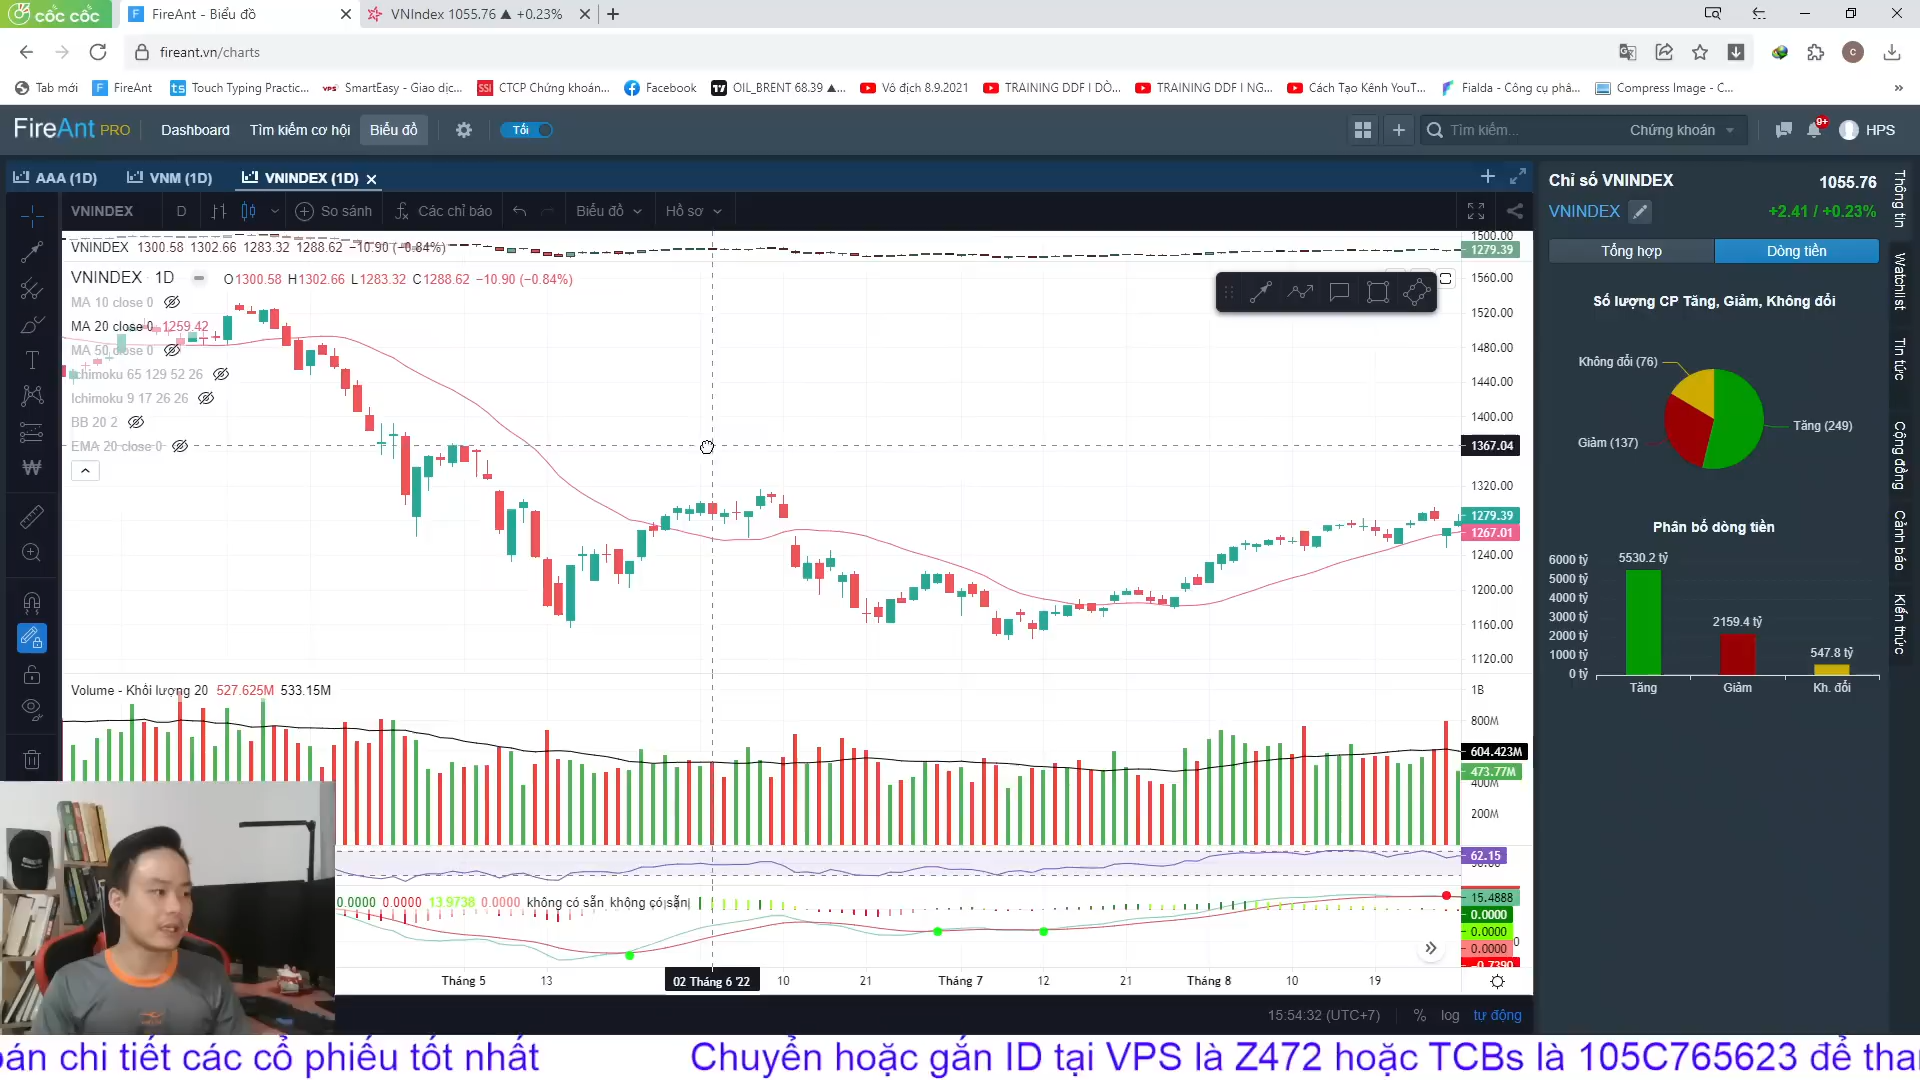 cốc cốc
FireAnt - Biểu đồ
VNIndex 1055.76 ▲ +0.23%
fireant.vn/charts
Tab mới
FireAnt
Touch Typing Practic...
SmartEasy - Giao dịc...
CTCP Chứng khoán...
Facebook
OIL_BRENT 68.39 ▲...
Vô địch 8.9.2021
TRAINING DDF I DÒ...
TRAINING DDF I NG...
Cách Tạo Kênh YouT...
Fialda - Công cụ phâ...
Compress Image - C...
FireAnt PRO
Dashboard
Tìm kiếm cơ hội
Biểu đồ
Tối
Tìm kiếm...
Chứng khoán
9+
HPS
AAA (1D)
VNM (1D)
VNINDEX (1D)
VNINDEX
D
So sánh
Các chỉ báo
Biểu đồ
Hồ sơ
VNINDEX 1300.58 1302.66 1283.32 1288.62 −10.90 (−0.84%)
VNINDEX 1D
O1300.58 H1302.66 L1283.32 C1288.62 −10.90 (−0.84%)
MA 10 close 0
MA 20 close 0 1259.42
MA 50 close 0
Ichimoku 65 129 52 26
Ichimoku 9 17 26 26
BB 20 2
EMA 20 close 0
1500.00
1279.39
1560.00
1520.00
1480.00
1440.00
1400.00
1367.04
1320.00
1279.39
1267.01
1240.00
1200.00
1160.00
1120.00
Volume - Khối lượng 20 527.625M 533.15M
1B
800M
604.423M
473.77M
400M
200M
62.15
0.0000 0.0000 13.9738 0.0000 không có sẵn không có sẵn
15.4888
0.0000
0.0000
0.0000
-0.7390
Tháng 5
13
02 Tháng 6 '22
10
21
Tháng 7
12
21
Tháng 8
10
19
15:54:32 (UTC+7)
%
log
tự động
Chỉ số VNINDEX
1055.76
VNINDEX
+2.41 / +0.23%
Tổng hợp
Dòng tiền
Số lượng CP Tăng, Giảm, Không đổi
Không đổi (76)
Tăng (249)
Giảm (137)
Phân bổ dòng tiền
6000 tỷ
5000 tỷ
4000 tỷ
3000 tỷ
2000 tỷ
1000 tỷ
0 tỷ
5530.2 tỷ
2159.4 tỷ
547.8 tỷ
Tăng
Giảm
Kh. đổi
Thông tin
Watchlist
Tin tức
Cộng đồng
Cảnh báo
Kiến thức
oán chi tiết các cổ phiếu tốt nhất
Chuyển hoặc gắn ID tại VPS là Z472 hoặc TCBs là 105C765623 để tha